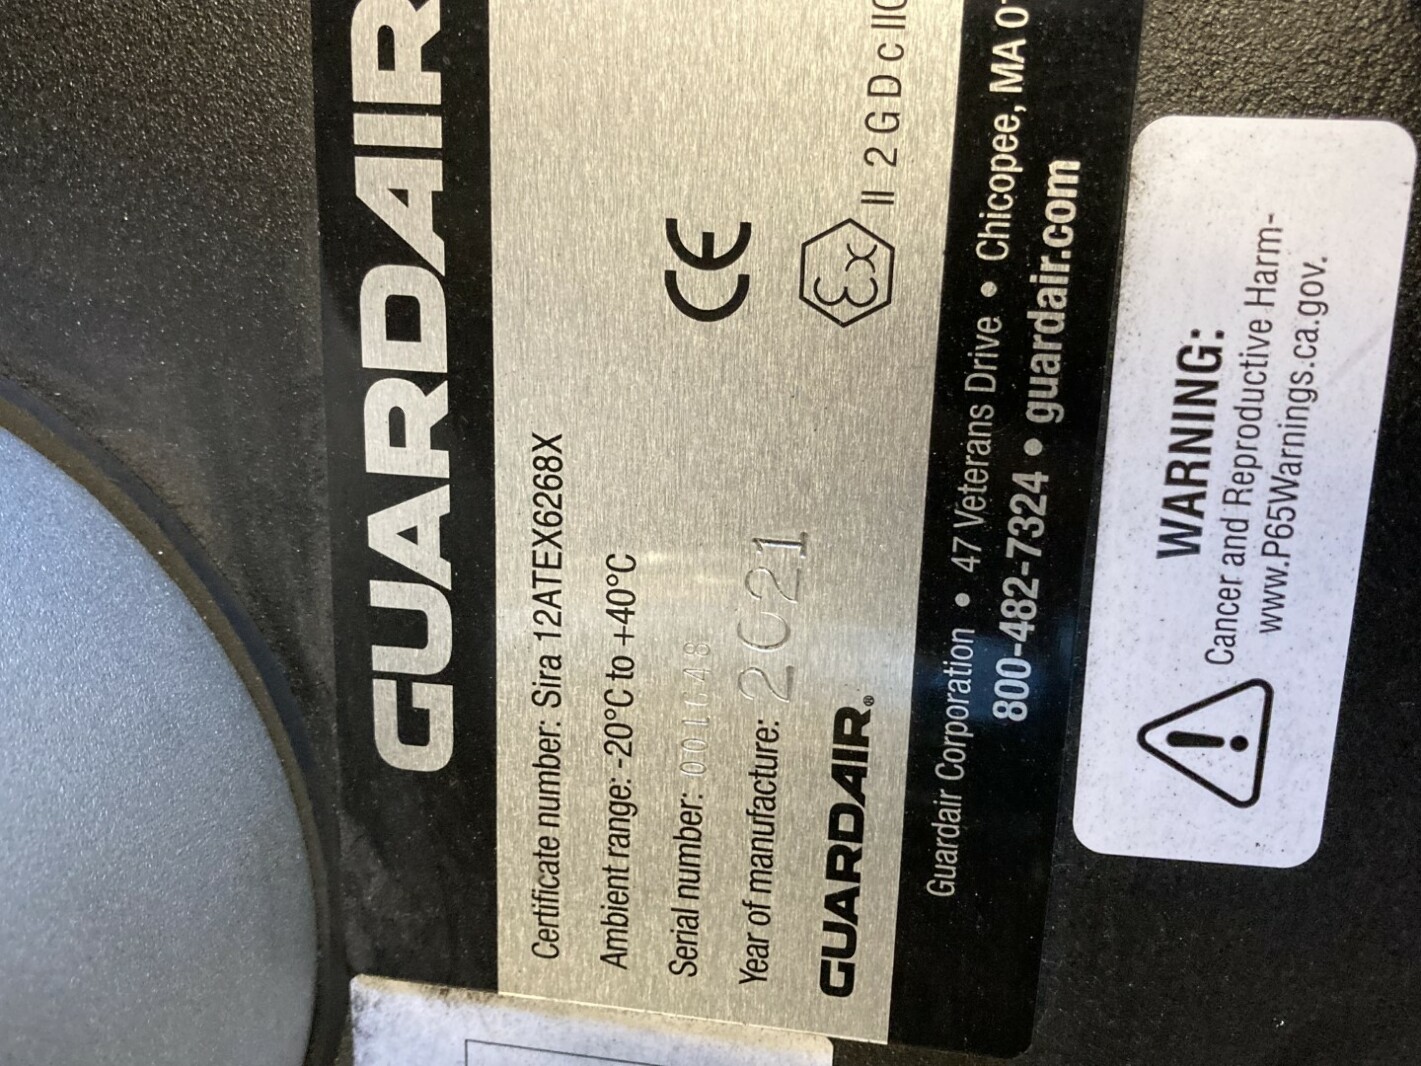 GUARDAIR
Certificate number: Sira 12ATEX6268X
Ambient range: -20°C to +40°C
Serial number:
Year of manufacture: 2021
CE
Ex II 2 G D c
GUARDAIR®
Guardair Corporation • 47 Veterans Drive • Chicopee, MA
800-482-7324 • guardair.com
WARNING:
Cancer and Reproductive Harm-
www.P65Warnings.ca.gov.